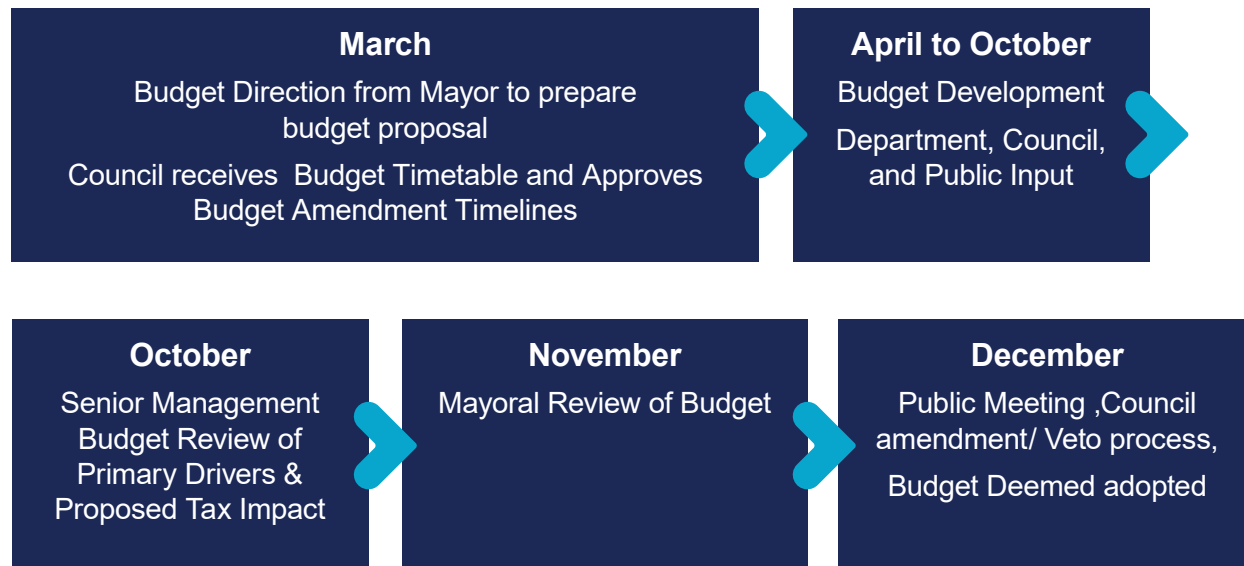 March
Budget Direction from Mayor to prepare
budget proposal
Council receives  Budget Timetable and Approves
Budget Amendment Timelines
April to October
Budget Development
Department, Council,
and Public Input
October
Senior Management
Budget Review of
Primary Drivers &
Proposed Tax Impact
November
Mayoral Review of Budget
December
Public Meeting ,Council
amendment/ Veto process,
Budget Deemed adopted